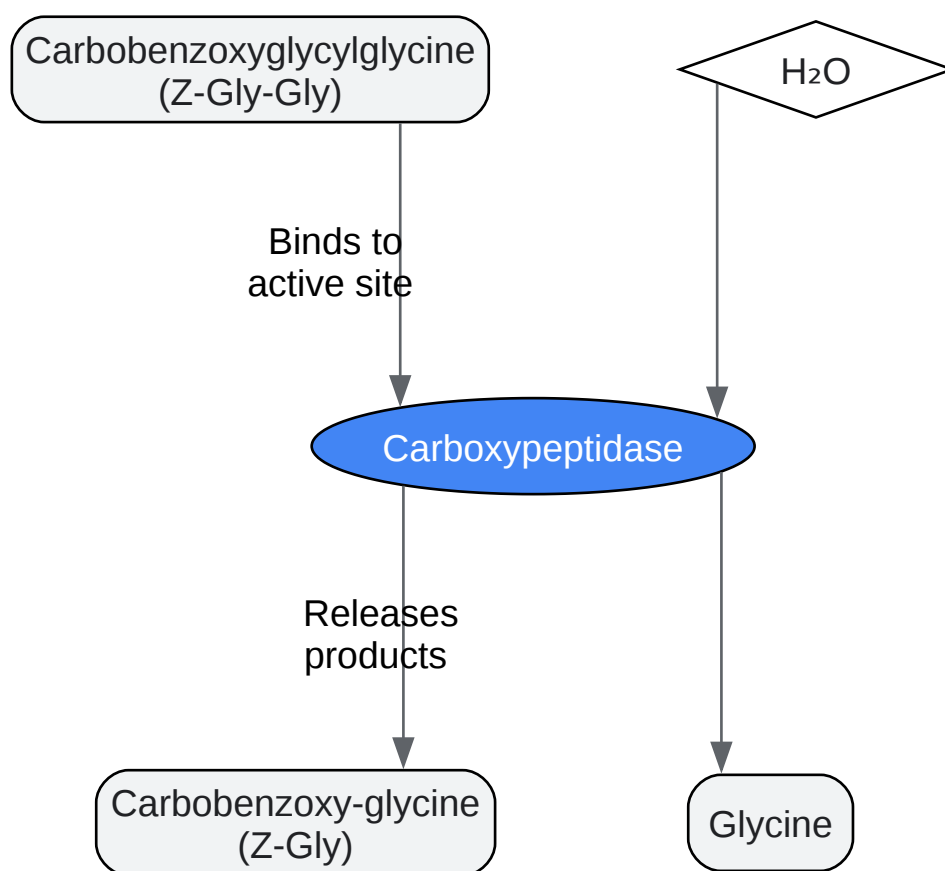 Carbobenzoxyglycylglycine
(Z-Gly-Gly)
H₂O
Binds to
active site
Carboxypeptidase
Releases
products
Carbobenzoxy-glycine
(Z-Gly)
Glycine